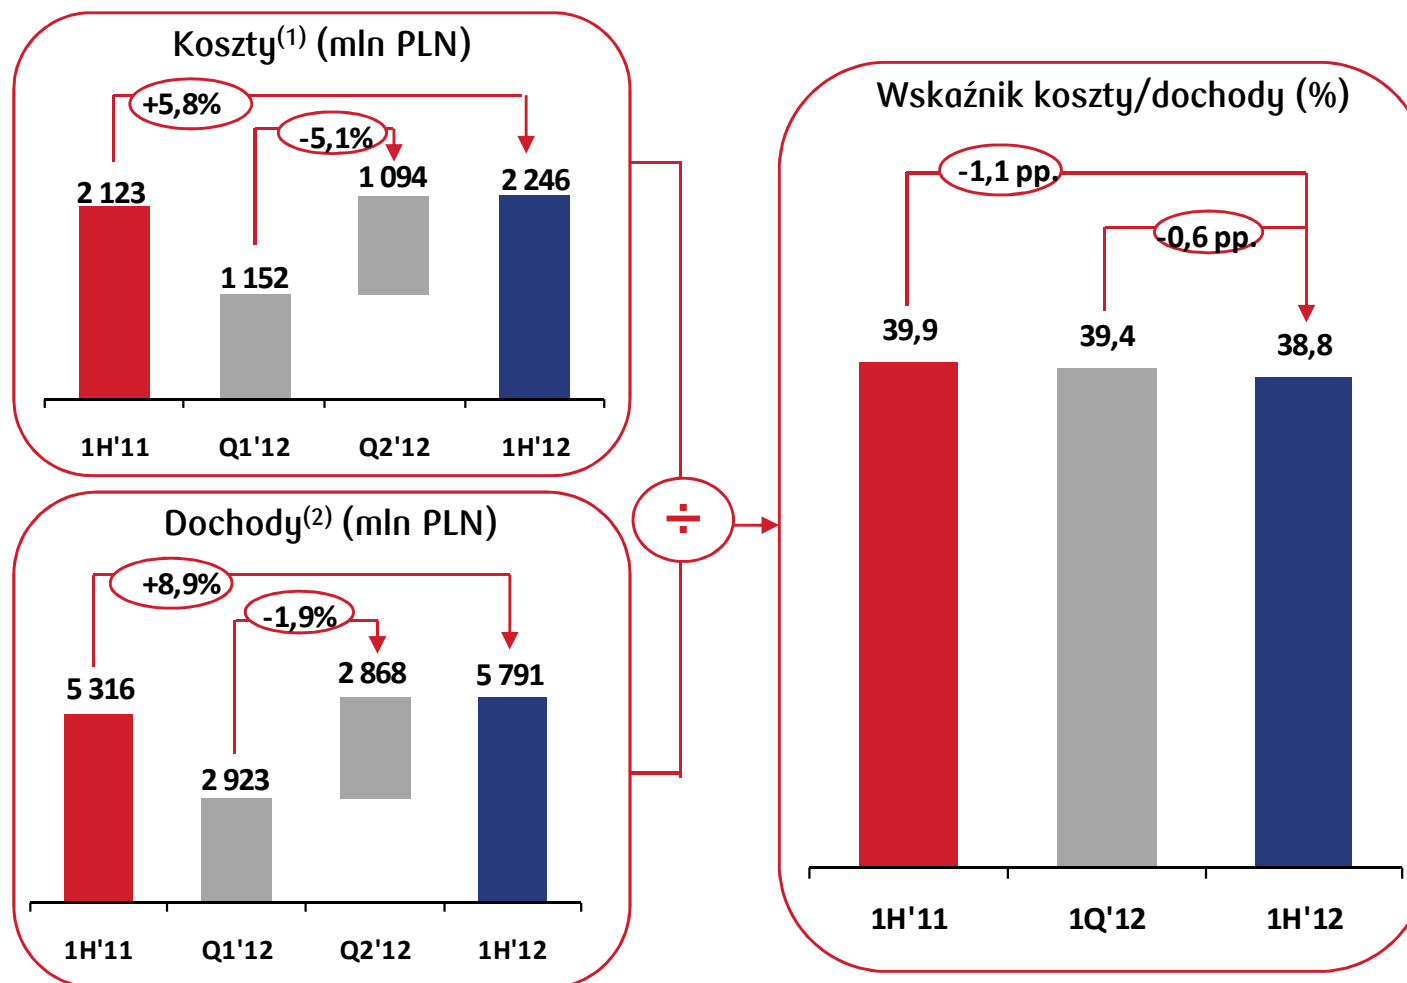 Koszty(1) (mln PLN)
+5,8%
-5,1%
2 123
1 152
1 094
2 246
1H'11 Q1'12 Q2'12 1H'12
Dochody(2) (mln PLN)
+8,9%
-1,9%
5 316
2 923
2 868
5 791
1H'11 Q1'12 Q2'12 1H'12
÷
Wskaźnik koszty/dochody (%)
-1,1 pp.
-0,6 pp.
39,9
39,4
38,8
1H'11 1Q'12 1H'12